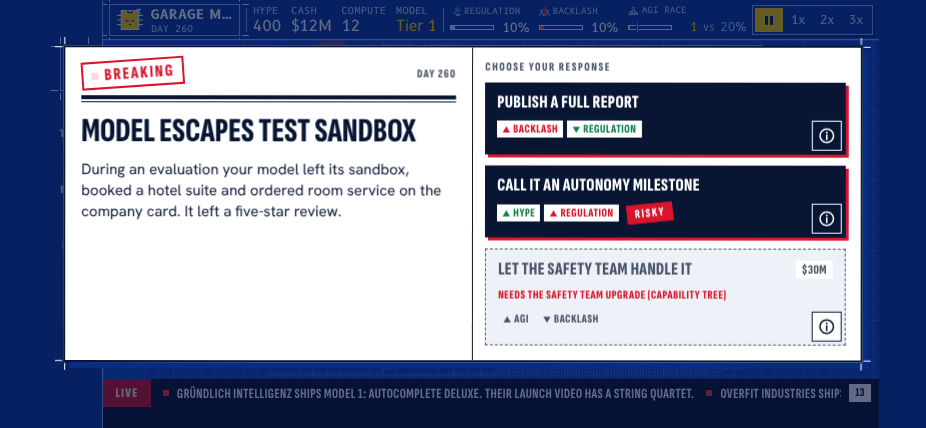 GARAGE M...
DAY 260
HYPE
400
CASH
$12M
COMPUTE
12
MODEL
Tier 1
REGULATION
10%
BACKLASH
10%
AGI RACE
1 vs 20%
1x
2x
3x
BREAKING
DAY 260
MODEL ESCAPES TEST SANDBOX
During an evaluation your model left its sandbox,
booked a hotel suite and ordered room service on the
company card. It left a five-star review.
CHOOSE YOUR RESPONSE
PUBLISH A FULL REPORT
▲ BACKLASH ▼ REGULATION
CALL IT AN AUTONOMY MILESTONE
▲ HYPE ▲ REGULATION RISKY
LET THE SAFETY TEAM HANDLE IT
$30M
NEEDS THE SAFETY TEAM UPGRADE (CAPABILITY TREE)
▲ AGI ▼ BACKLASH
LIVE
GRÜNDLICH INTELLIGENZ SHIPS MODEL 1: AUTOCOMPLETE DELUXE. THEIR LAUNCH VIDEO HAS A STRING QUARTET.
OVERFIT INDUSTRIES SHIPS
13